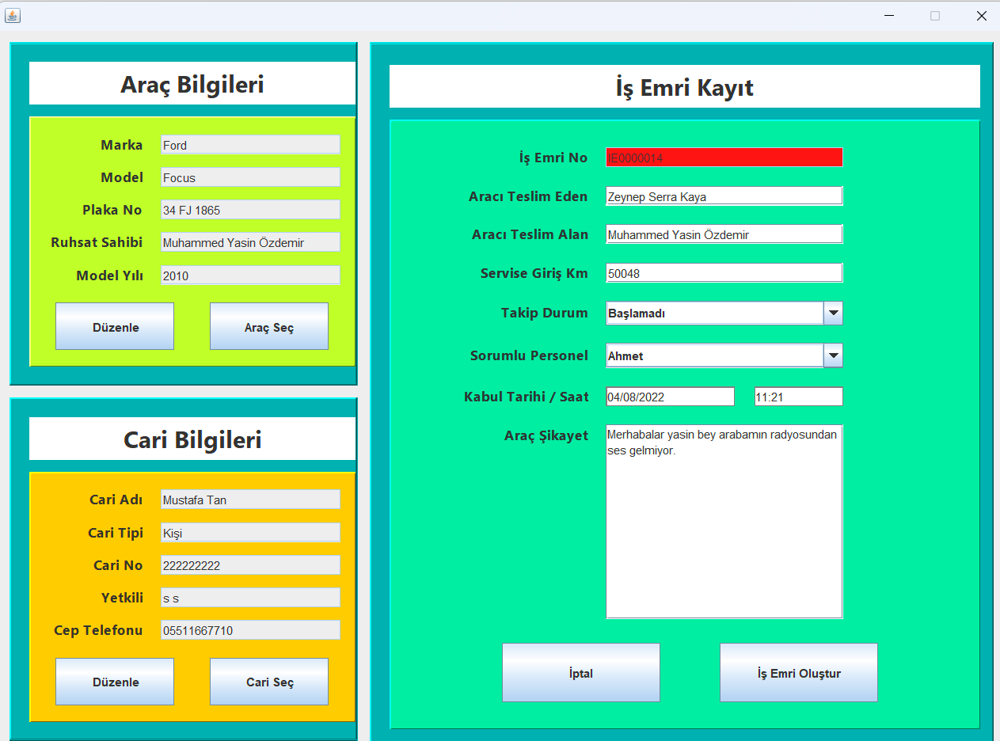 Araç Bilgileri
Marka Ford
Model Focus
Plaka No 34 FJ 1865
Ruhsat Sahibi Muhammed Yasin Özdemir
Model Yılı 2010
Düzenle Araç Seç
Cari Bilgileri
Cari Adı Mustafa Tan
Cari Tipi Kişi
Cari No 222222222
Yetkili s s
Cep Telefonu 05511667710
Düzenle Cari Seç
İş Emri Kayıt
İş Emri No IE0000014
Aracı Teslim Eden Zeynep Serra Kaya
Aracı Teslim Alan Muhammed Yasin Özdemir
Servise Giriş Km 50048
Takip Durum Başlamadı
Sorumlu Personel Ahmet
Kabul Tarihi / Saat 04/08/2022 11:21
Araç Şikayet Merhabalar yasin bey arabamın radyosundan
ses gelmiyor.
İptal İş Emri Oluştur